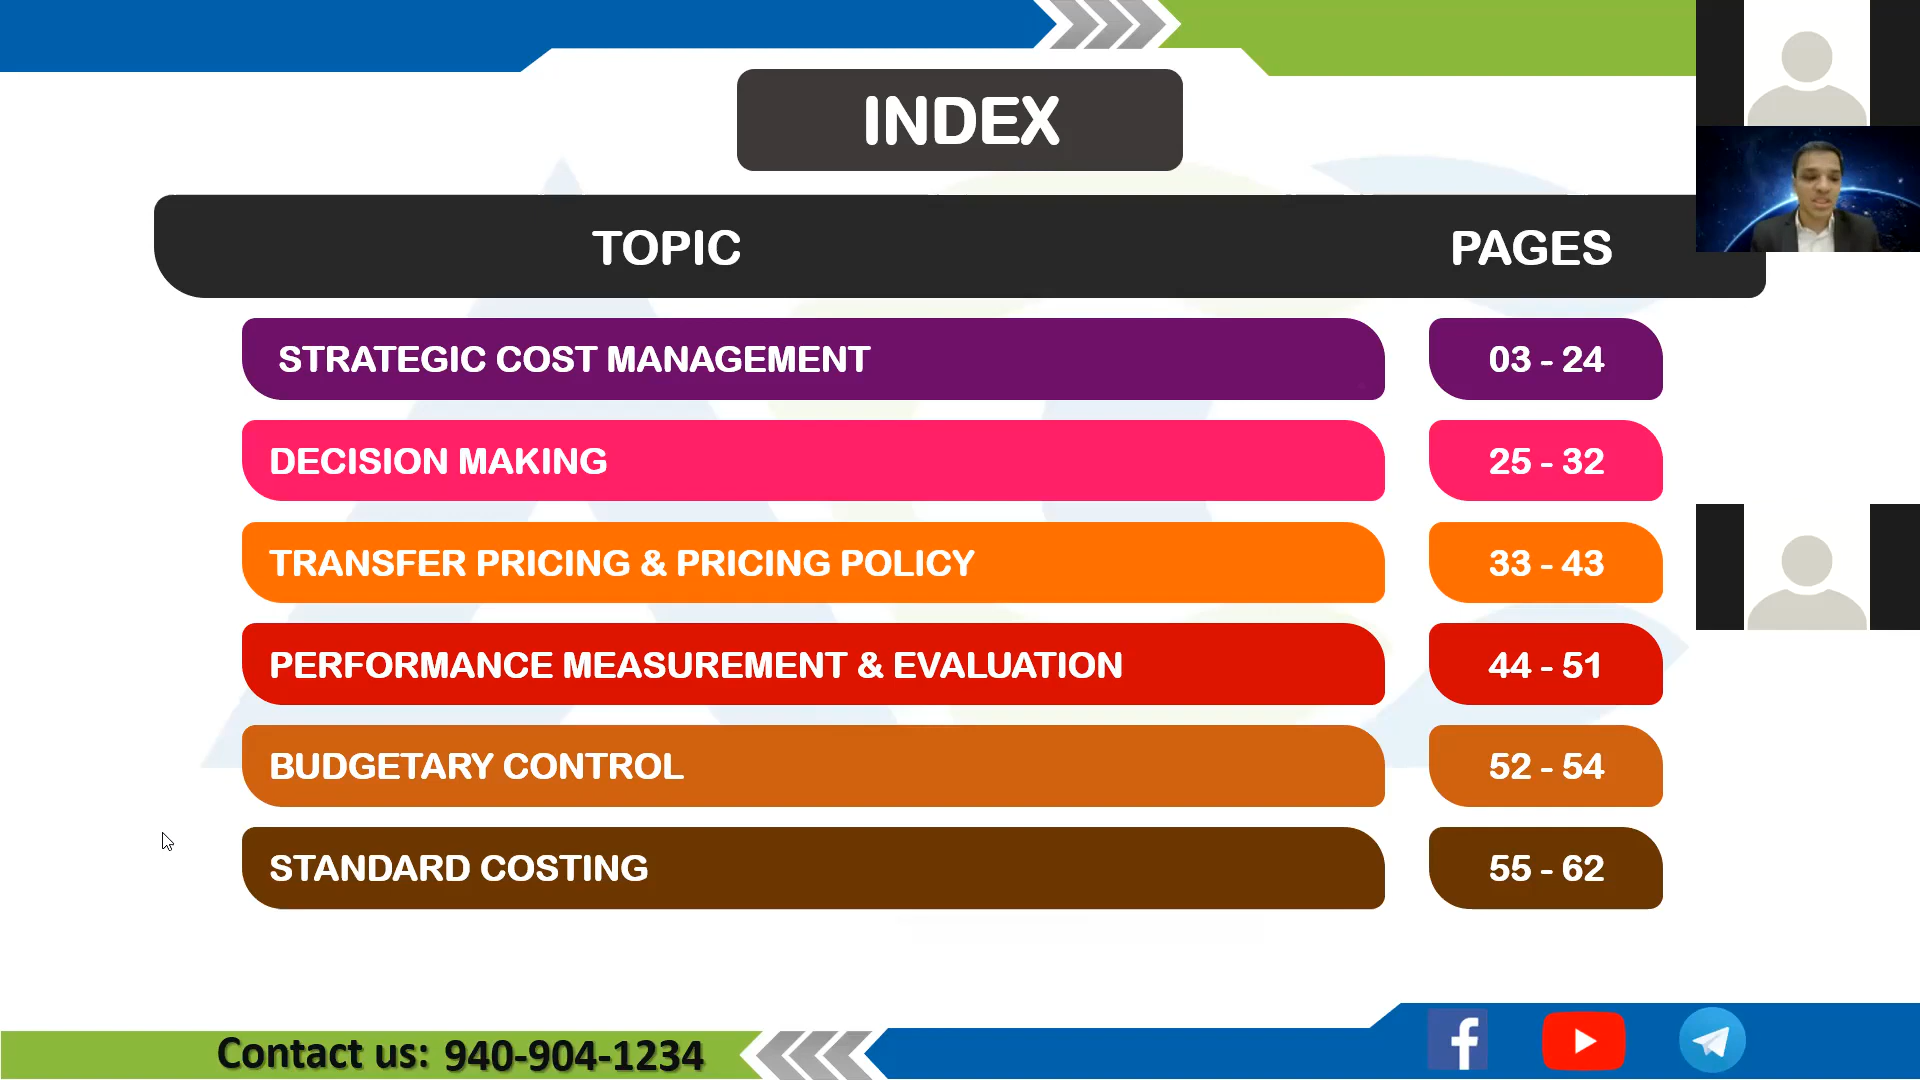 INDEX
TOPIC PAGES
STRATEGIC COST MANAGEMENT 03 - 24
DECISION MAKING 25 - 32
TRANSFER PRICING & PRICING POLICY 33 - 43
PERFORMANCE MEASUREMENT & EVALUATION 44 - 51
BUDGETARY CONTROL 52 - 54
STANDARD COSTING 55 - 62
Contact us: 940-904-1234